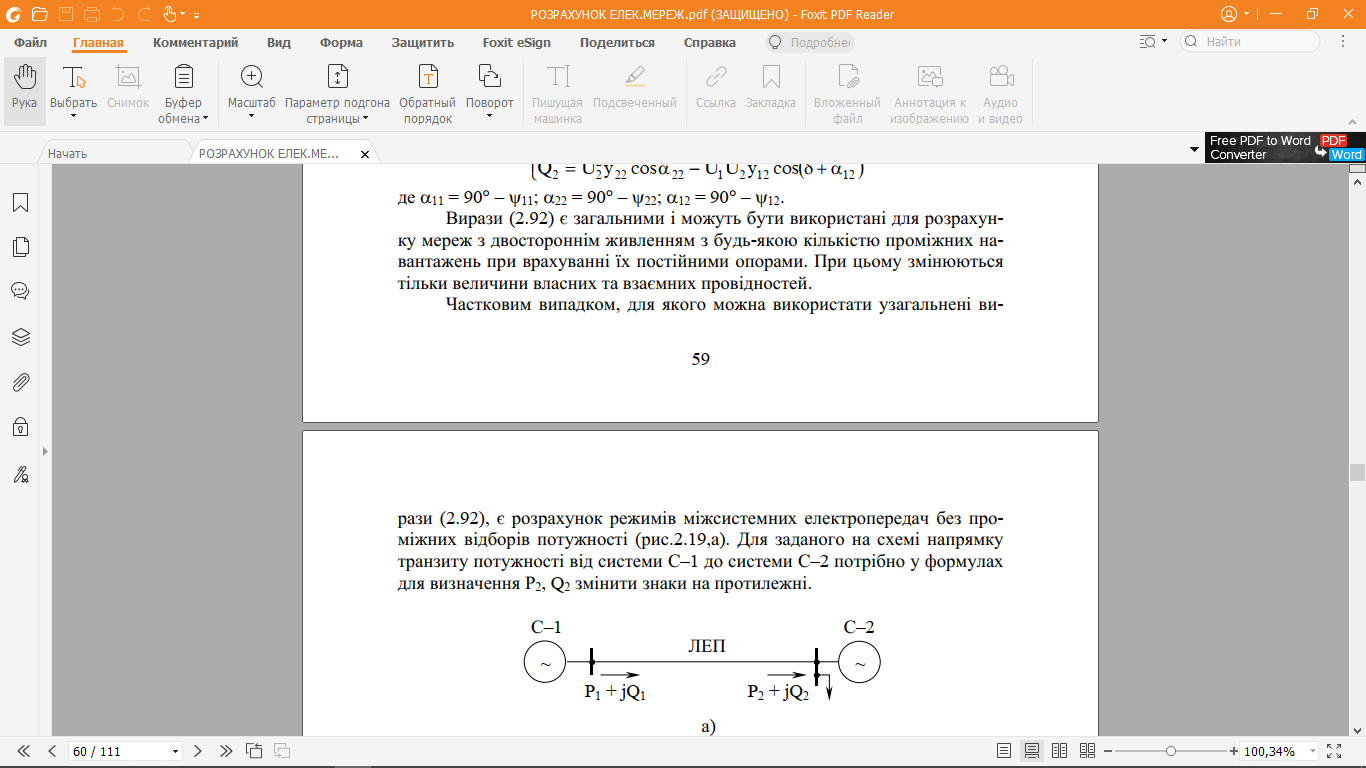 РОЗРАХУНОК ЕЛЕК.МЕРЕЖ.pdf (ЗАЩИЩЕНО) - Foxit PDF Reader
Файл Главная Комментарий Вид Форма Защитить Foxit eSign Поделиться Справка Подробнее Найти
Рука Выбрать Снимок Буфер обмена Масштаб Параметр подгона страницы Обратный порядок Поворот Пишущая машинка Подсвеченный Ссылка Закладка Вложенный файл Аннотация к изображению Аудио и видео
Начать РОЗРАХУНОК ЕЛЕК.МЕ...
Free PDF to Word PDF
Converter Word
Q₂ = U₂²y₂₂ cosα₂₂ − U₁U₂y₁₂ cos(δ + α₁₂)
де α₁₁ = 90° – ψ₁₁; α₂₂ = 90° – ψ₂₂; α₁₂ = 90° – ψ₁₂.
Вирази (2.92) є загальними і можуть бути використані для розрахун-
ку мереж з двостороннім живленням з будь-якою кількістю проміжних на-
вантажень при врахуванні їх постійними опорами. При цьому змінюються
тільки величини власних та взаємних провідностей.
Частковим випадком, для якого можна використати узагальнені ви-
59
рази (2.92), є розрахунок режимів міжсистемних електропередач без про-
міжних відборів потужності (рис.2.19,а). Для заданого на схемі напрямку
транзиту потужності від системи С–1 до системи С–2 потрібно у формулах
для визначення P₂, Q₂ змінити знаки на протилежні.
С–1 С–2
ЛЕП
~ ~
P₁ + jQ₁ P₂ + jQ₂
а)
60 / 111 100,34%